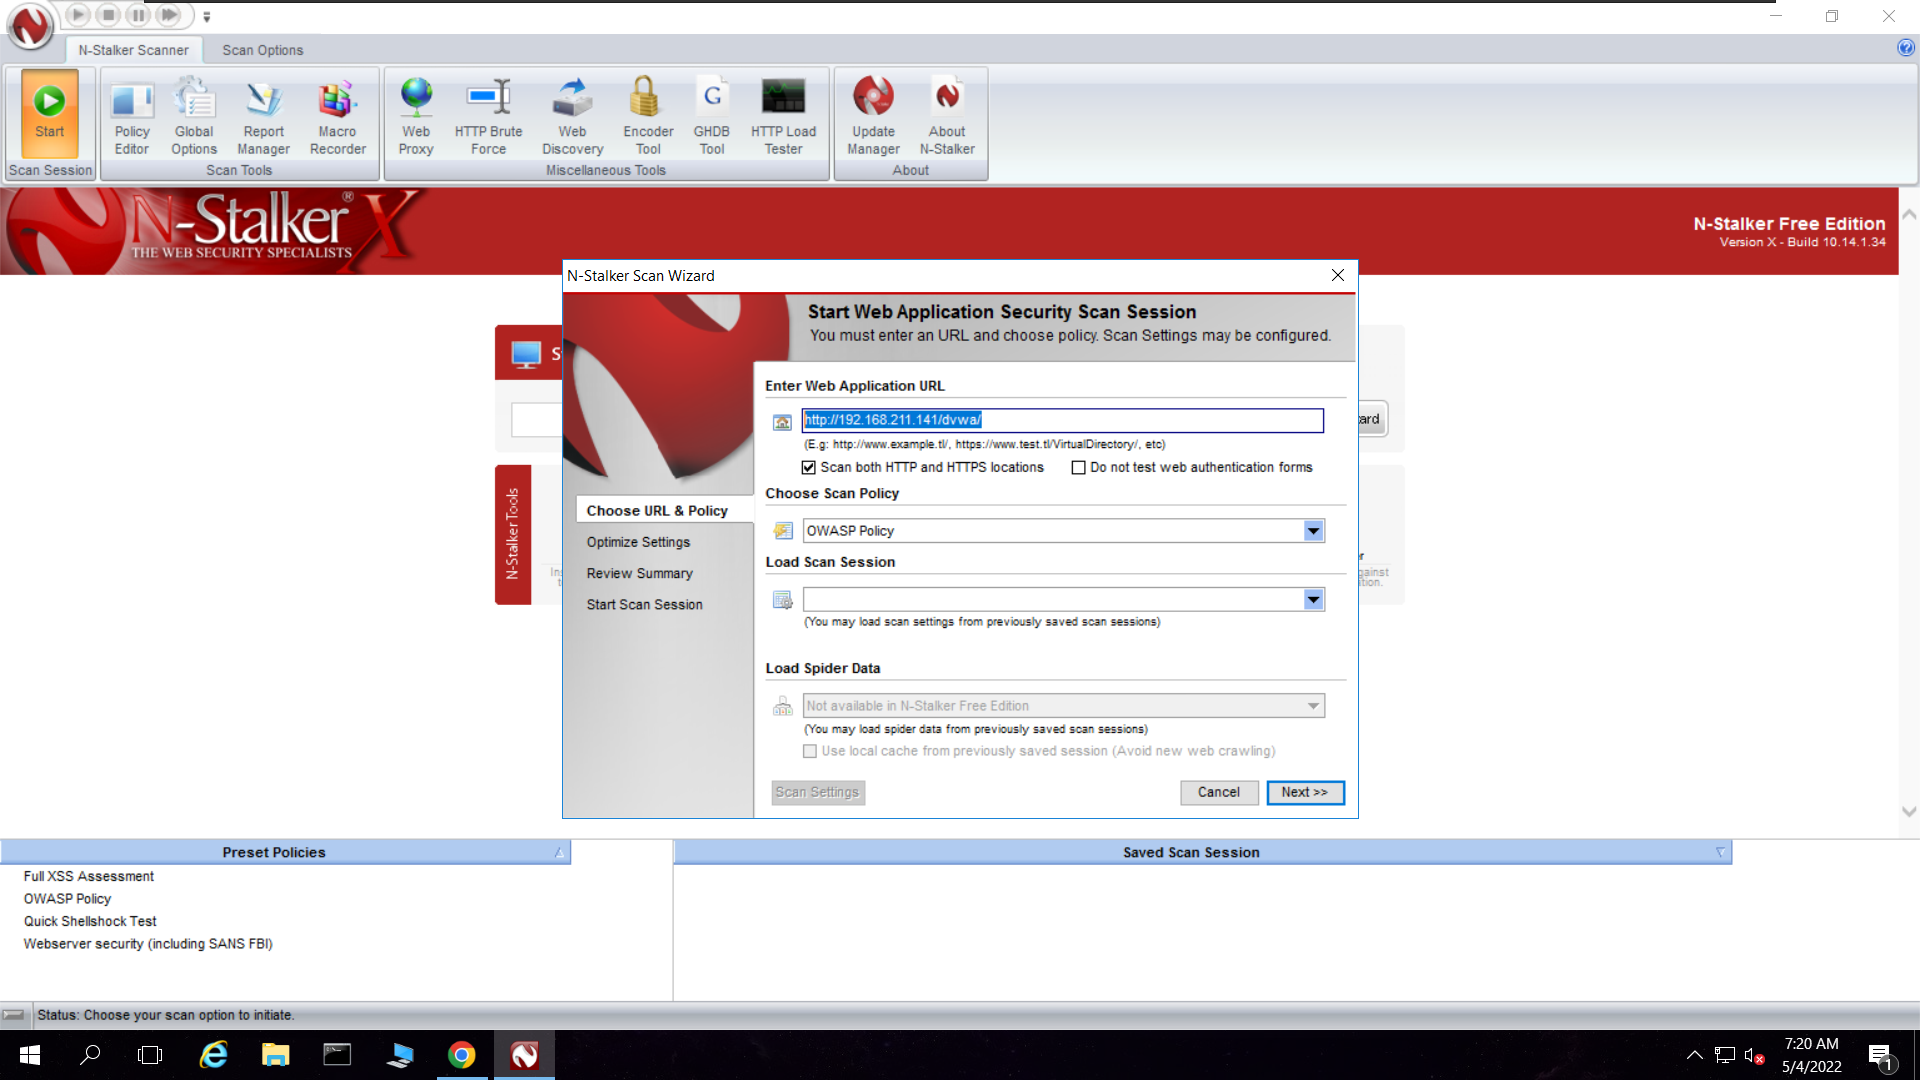 N-Stalker Scanner
Scan Options
Start
Scan Session
Policy Editor
Global Options
Report Manager
Macro Recorder
Scan Tools
Web Proxy
HTTP Brute Force
Web Discovery
Encoder Tool
GHDB Tool
HTTP Load Tester
Miscellaneous Tools
Update Manager
About N-Stalker
About
N-Stalker® X
THE WEB SECURITY SPECIALISTS
N-Stalker Free Edition
Version X - Build 10.14.1.34
N-Stalker Tools
N-Stalker Scan Wizard
Start Web Application Security Scan Session
You must enter an URL and choose policy. Scan Settings may be configured.
Choose URL & Policy
Optimize Settings
Review Summary
Start Scan Session
Enter Web Application URL
http://192.168.211.141/dvwa/
(E.g: http://www.example.tl/, https://www.test.tl/VirtualDirectory/, etc)
Scan both HTTP and HTTPS locations
Do not test web authentication forms
Choose Scan Policy
OWASP Policy
Load Scan Session
(You may load scan settings from previously saved scan sessions)
Load Spider Data
Not available in N-Stalker Free Edition
(You may load spider data from previously saved scan sessions)
Use local cache from previously saved session (Avoid new web crawling)
Scan Settings
Cancel
Next >>
Preset Policies
Full XSS Assessment
OWASP Policy
Quick Shellshock Test
Webserver security (including SANS FBI)
Saved Scan Session
Status: Choose your scan option to initiate.
7:20 AM
5/4/2022
1